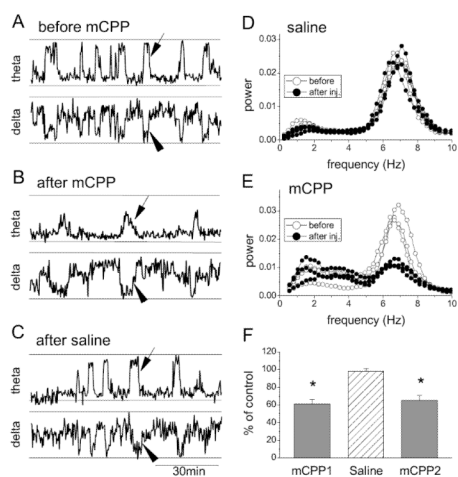 A before mCPP
theta
delta
B after mCPP
theta
delta
C after saline
theta
delta
30min
D saline
power
0.03
0.02
0.01
0.00
before
after inj..
0 2 4 6 8 10
frequency (Hz)
E mCPP
power
0.03
0.02
0.01
0.00
before
after inj..
0 2 4 6 8 10
frequency (Hz)
F
% of control
120
100
80
60
40
20
0
*
*
mCPP1 Saline mCPP2